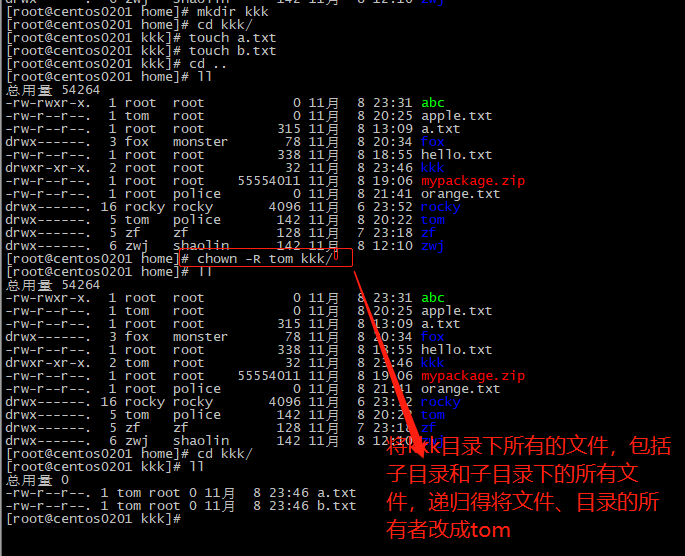 [root@centos0201 home]# mkdir kkk
[root@centos0201 home]# cd kkk/
[root@centos0201 kkk]# touch a.txt
[root@centos0201 kkk]# touch b.txt
[root@centos0201 kkk]# cd ..
[root@centos0201 home]# ll
总用量 54264
-rw-rwxr-x.  1 root  root           0 11月   8 23:31 abc
-rw-r--r--.  1 tom   root           0 11月   8 20:25 apple.txt
-rw-r--r--.  1 root  root         315 11月   8 13:09 a.txt
drwx------.  3 fox   monster       78 11月   8 20:34 fox
-rw-r--r--.  1 root  root         338 11月   8 18:55 hello.txt
drwxr-xr-x.  2 root  root          32 11月   8 23:46 kkk
-rw-r--r--.  1 root  root    55554011 11月   8 19:06 mypackage.zip
-rw-r--r--.  1 root  police         0 11月   8 21:41 orange.txt
drwx------. 16 rocky rocky       4096 11月   6 23:52 rocky
drwx------.  5 tom   police       142 11月   8 20:22 tom
drwx------.  5 zf    zf           128 11月   7 23:18 zf
drwx------.  6 zwj   shaolin      142 11月   8 12:10 zwj
[root@centos0201 home]# chown -R tom kkk/
[root@centos0201 home]# ll
总用量 54264
-rw-rwxr-x.  1 root  root           0 11月   8 23:31 abc
-rw-r--r--.  1 tom   root           0 11月   8 20:25 apple.txt
-rw-r--r--.  1 root  root         315 11月   8 13:09 a.txt
drwx------.  3 fox   monster       78 11月   8 20:34 fox
-rw-r--r--.  1 root  root         338 11月   8 18:55 hello.txt
drwxr-xr-x.  2 tom   root          32 11月   8 23:46 kkk
-rw-r--r--.  1 root  root    55554011 11月   8 19:06 mypackage.zip
-rw-r--r--.  1 root  police         0 11月   8 21:41 orange.txt
drwx------. 16 rocky rocky       4096 11月   6 23:52 rocky
drwx------.  5 tom   police       142 11月   8 20:22 tom
drwx------.  5 zf    zf           128 11月   7 23:18 zf
drwx------.  6 zwj   shaolin      142 11月   8
[root@centos0201 home]# cd kkk/
[root@centos0201 kkk]# ll
总用量 0
-rw-r--r--. 1 tom root 0 11月   8 23:46 a.txt
-rw-r--r--. 1 tom root 0 11月   8 23:46 b.txt
[root@centos0201 kkk]#
将kkk目录下所有的文件，包括
子目录和子目录下的所有文
件，递归得将文件、目录的所
有者改成tom